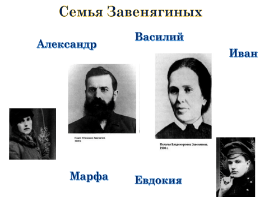 Семья Завенягиных
Александр
Василий
Иван
Марфа
Евдокия